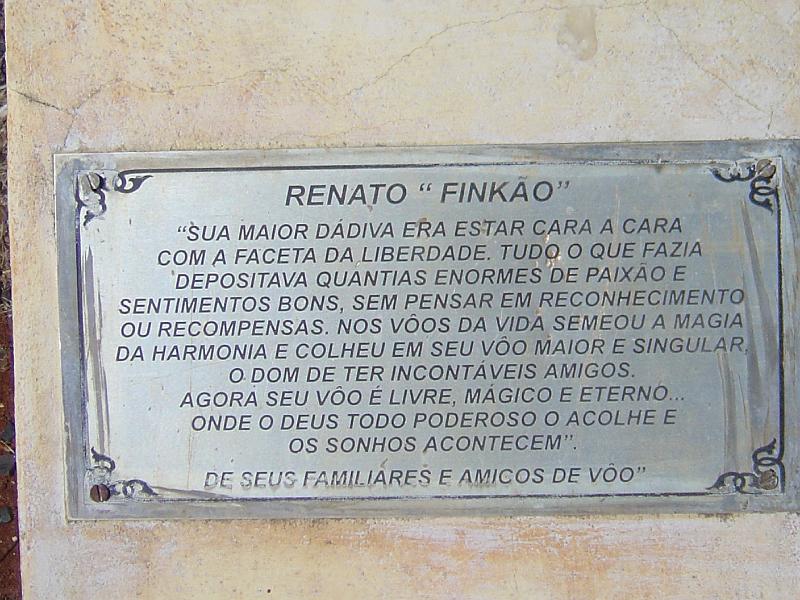 RENATO “ FINKÃO”
“SUA MAIOR DÁDIVA ERA ESTAR CARA A CARA
COM A FACETA DA LIBERDADE. TUDO O QUE FAZIA
DEPOSITAVA QUANTIAS ENORMES DE PAIXÃO E
SENTIMENTOS BONS, SEM PENSAR EM RECONHECIMENTO
OU RECOMPENSAS. NOS VÔOS DA VIDA SEMEOU A MAGIA
DA HARMONIA E COLHEU EM SEU VÔO MAIOR E SINGULAR,
O DOM DE TER INCONTÁVEIS AMIGOS.
AGORA SEU VÔO É LIVRE, MÁGICO E ETERNO...
ONDE O DEUS TODO PODEROSO O ACOLHE E
OS SONHOS ACONTECEM”.
DE SEUS FAMILIARES E AMIGOS DE VÔO”